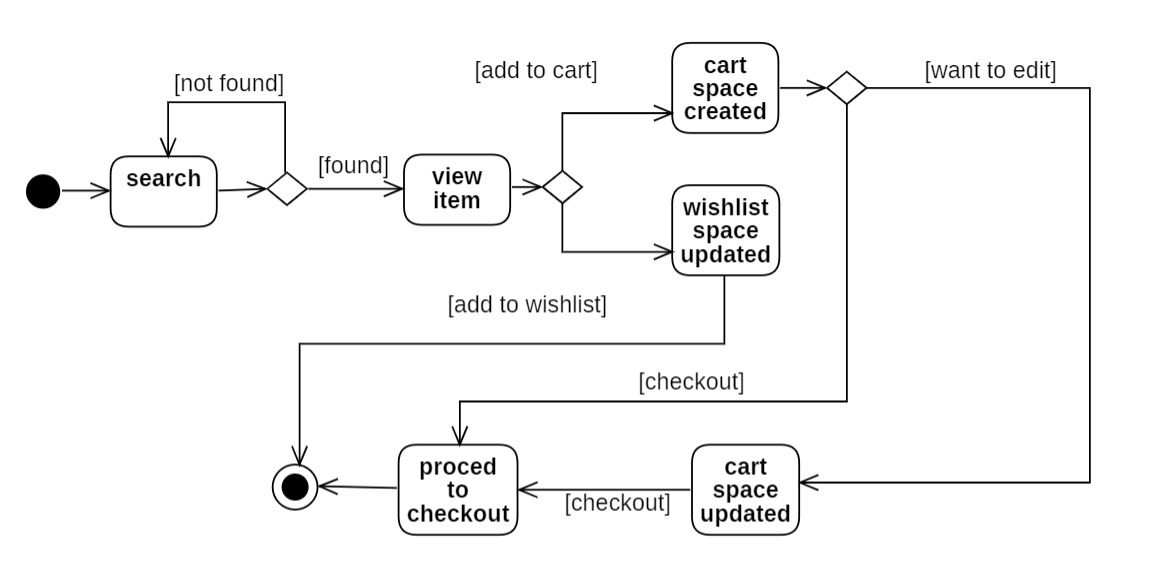 [not found]
search
[found]
view
item
[add to cart]
cart
space
created
[want to edit]
wishlist
space
updated
[add to wishlist]
[checkout]
proced
to
checkout
[checkout]
cart
space
updated